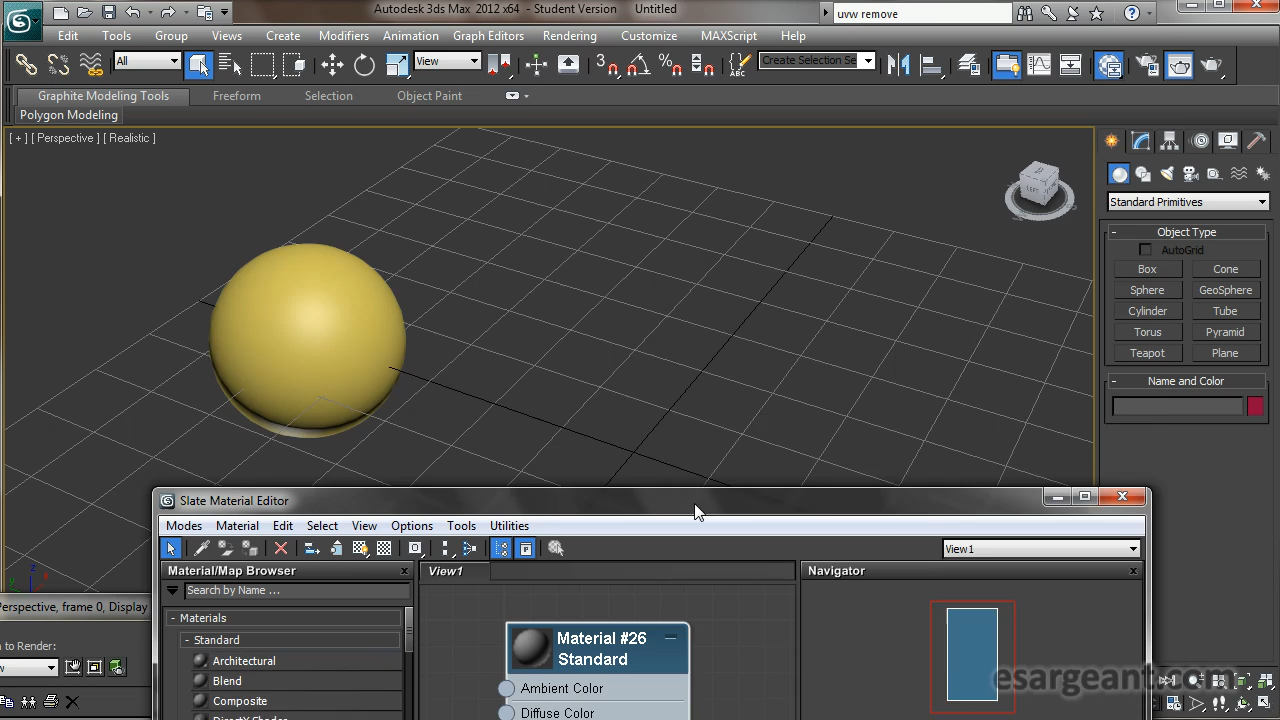 Autodesk 3ds Max 2012 x64 - Student Version Untitled
uvw remove
Edit Tools Group Views Create Modifiers Animation Graph Editors Rendering Customize MAXScript Help
All
View
3
ABC
Create Selection Se
Graphite Modeling Tools Freeform Selection Object Paint
Polygon Modeling
[ + ] [ Perspective ] [ Realistic ]
LEFT
Standard Primitives
- Object Type
AutoGrid
Box Cone
Sphere GeoSphere
Cylinder Tube
Torus Pyramid
Teapot Plane
- Name and Color
Slate Material Editor
Modes Material Edit Select View Options Tools Utilities
View1
Material/Map Browser
View1
Navigator
Search by Name ...
- Materials
- Standard
Architectural
Blend
Composite
DirectX Shader
Material #26
Standard
Ambient Color
Diffuse Color
z
y
x
Perspective, frame 0, Display
to Render:
esargeant.com